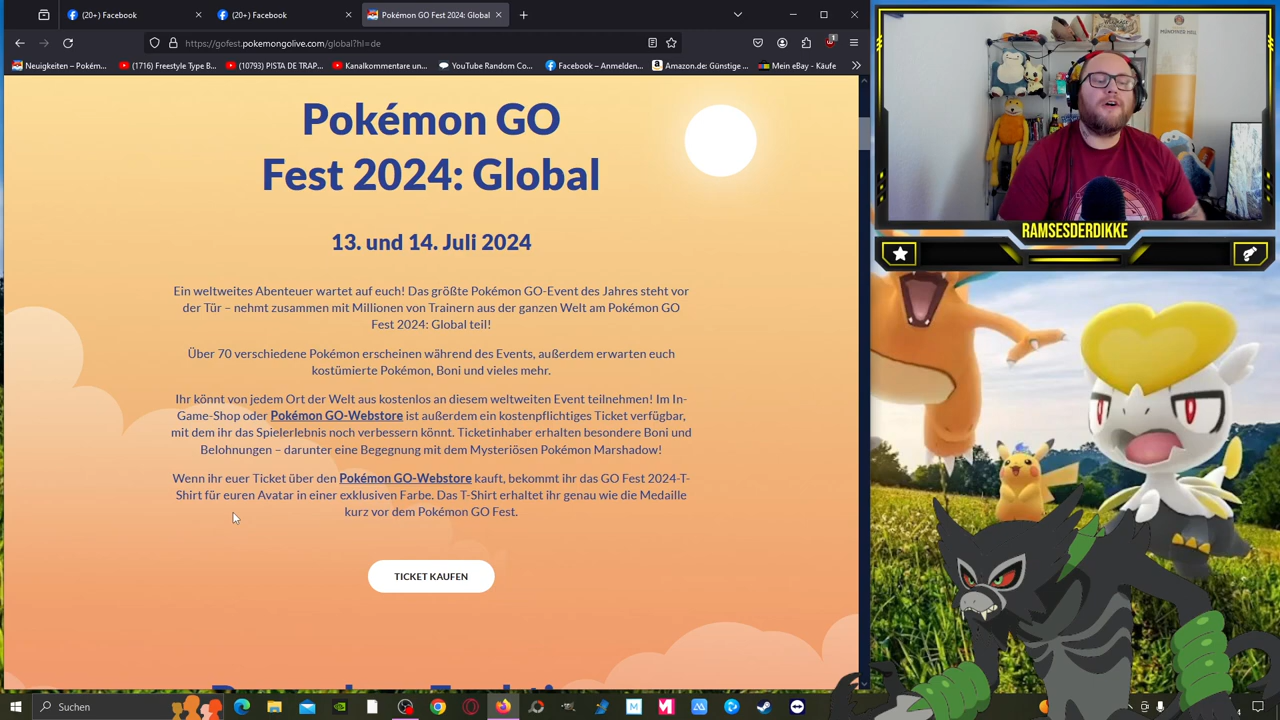 (20+) Facebook
(20+) Facebook
Pokémon GO Fest 2024: Global
https://gofest.pokemongolive.com/global?hl=de
1
Neuigkeiten – Pokém...
(1716) Freestyle Type B...
(10793) PISTA DE TRAP...
Kanalkommentare un...
YouTube Random Co...
Facebook – Anmelden...
Amazon.de: Günstige ...
Mein eBay - Käufe
Pokémon GO
Fest 2024: Global
13. und 14. Juli 2024
Ein weltweites Abenteuer wartet auf euch! Das größte Pokémon GO-Event des Jahres steht vor
der Tür – nehmt zusammen mit Millionen von Trainern aus der ganzen Welt am Pokémon GO
Fest 2024: Global teil!
Über 70 verschiedene Pokémon erscheinen während des Events, außerdem erwarten euch
kostümierte Pokémon, Boni und vieles mehr.
Ihr könnt von jedem Ort der Welt aus kostenlos an diesem weltweiten Event teilnehmen! Im In-
Game-Shop oder Pokémon GO-Webstore ist außerdem ein kostenpflichtiges Ticket verfügbar,
mit dem ihr das Spielerlebnis noch verbessern könnt. Ticketinhaber erhalten besondere Boni und
Belohnungen – darunter eine Begegnung mit dem Mysteriösen Pokémon Marshadow!
Wenn ihr euer Ticket über den Pokémon GO-Webstore kauft, bekommt ihr das GO Fest 2024-T-
Shirt für euren Avatar in einer exklusiven Farbe. Das T-Shirt erhaltet ihr genau wie die Medaille
kurz vor dem Pokémon GO Fest.
TICKET KAUFEN
RAMSESDERDIKKE
Suchen